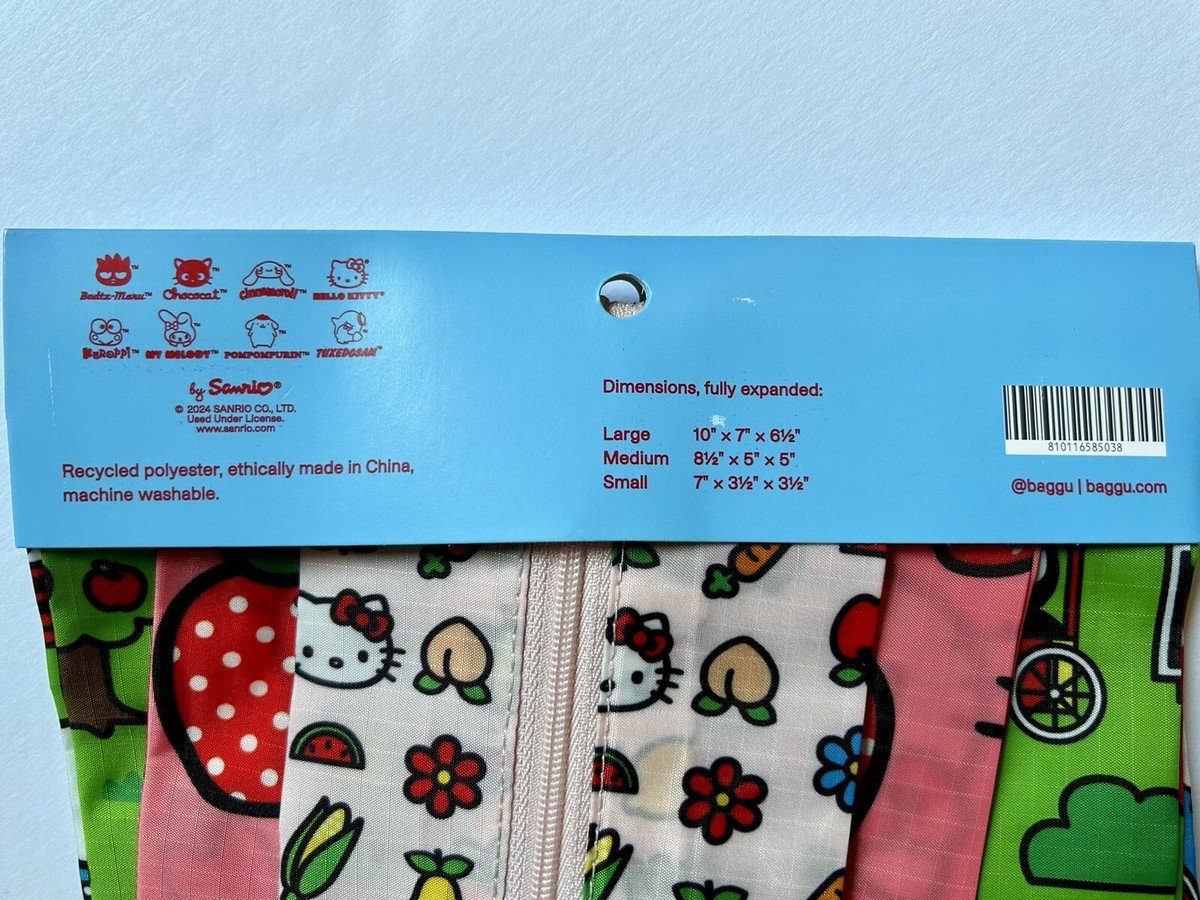 Badtz-Maru™ Chococat™ Cinnamoroll™ HELLO KITTY®
KEROPPI™ MY MELODY™ POMPOMPURIN™ TUXEDOSAM™
by Sanrio®
© 2024 SANRIO CO., LTD.
Used Under License.
www.sanrio.com
Recycled polyester, ethically made in China,
machine washable.
Dimensions, fully expanded:
Large 10" x 7" x 6½"
Medium 8½" x 5" x 5"
Small 7" x 3½" x 3½"
810116585038
@baggu | baggu.com